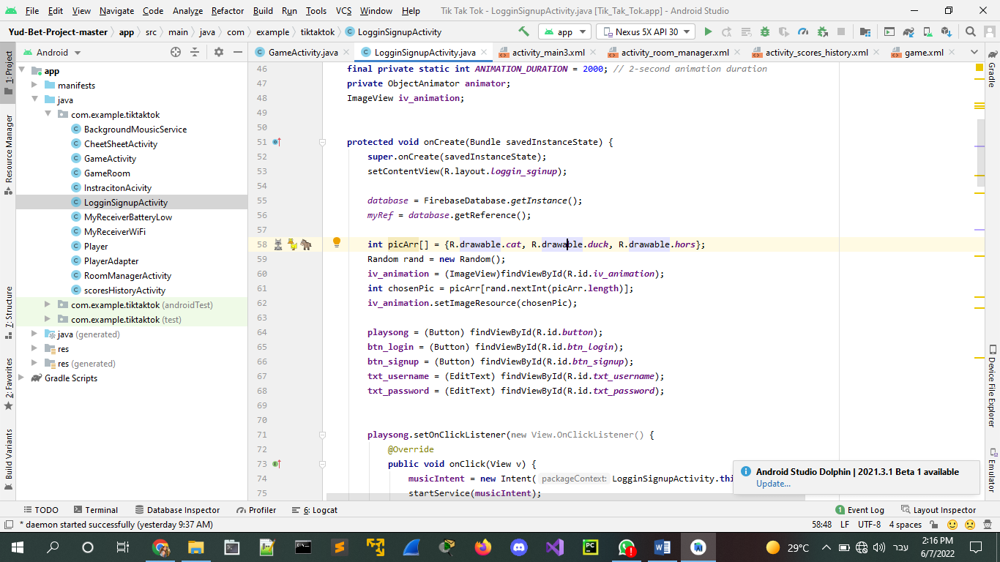 File Edit View Navigate Code Analyze Refactor Build Run Tools VCS Window Help Tik Tak Tok - LogginSignupActivity.java [Tik_Tak_Tok.app] - Android Studio
Yud-Bet-Project-master app src main java com example tiktaktok LogginSignupActivity app Nexus 5X API 30
Android GameActivity.java LogginSignupActivity.java activity_main3.xml activity_room_manager.xml activity_scores_history.xml game.xml
1: Project
Resource Manager
7: Structure
2: Favorites
Build Variants
app
manifests
java
com.example.tiktaktok
BackgroundMousicService
CheetSheetActivity
GameActivity
GameRoom
InstracitonAcivity
LogginSignupActivity
MyReceiverBatteryLow
MyReceiverWiFi
Player
PlayerAdapter
RoomManagerActivity
scoresHistoryActivity
com.example.tiktaktok (androidTest)
com.example.tiktaktok (test)
java (generated)
res
res (generated)
Gradle Scripts
46 final private static int ANIMATION_DURATION = 2000; // 2-second animation duration
47 private ObjectAnimator animator;
48 ImageView iv_animation;
49
50
51 protected void onCreate(Bundle savedInstanceState) {
52 super.onCreate(savedInstanceState);
53 setContentView(R.layout.loggin_sginup);
54
55 database = FirebaseDatabase.getInstance();
56 myRef = database.getReference();
57
58 int picArr[] = {R.drawable.cat, R.drawable.duck, R.drawable.hors};
59 Random rand = new Random();
60 iv_animation = (ImageView)findViewById(R.id.iv_animation);
61 int chosenPic = picArr[rand.nextInt(picArr.length)];
62 iv_animation.setImageResource(chosenPic);
63
64 playsong = (Button) findViewById(R.id.button);
65 btn_login = (Button) findViewById(R.id.btn_login);
66 btn_signup = (Button) findViewById(R.id.btn_signup);
67 txt_username = (EditText) findViewById(R.id.txt_username);
68 txt_password = (EditText) findViewById(R.id.txt_password);
69
70
71 playsong.setOnClickListener(new View.OnClickListener() {
72 @Override
73 public void onClick(View v) {
74 musicIntent = new Intent( packageContext: LogginSignupActivity.thi
75 startService(musicIntent);
Gradle
Device File Explorer
Emulator
Android Studio Dolphin | 2021.3.1 Beta 1 available
Update...
TODO Terminal Database Inspector Profiler 6: Logcat 1 Event Log Layout Inspector
* daemon started successfully (yesterday 9:37 AM) 58:48 LF UTF-8 4 spaces
29°C עבר 2:16 PM
6/7/2022